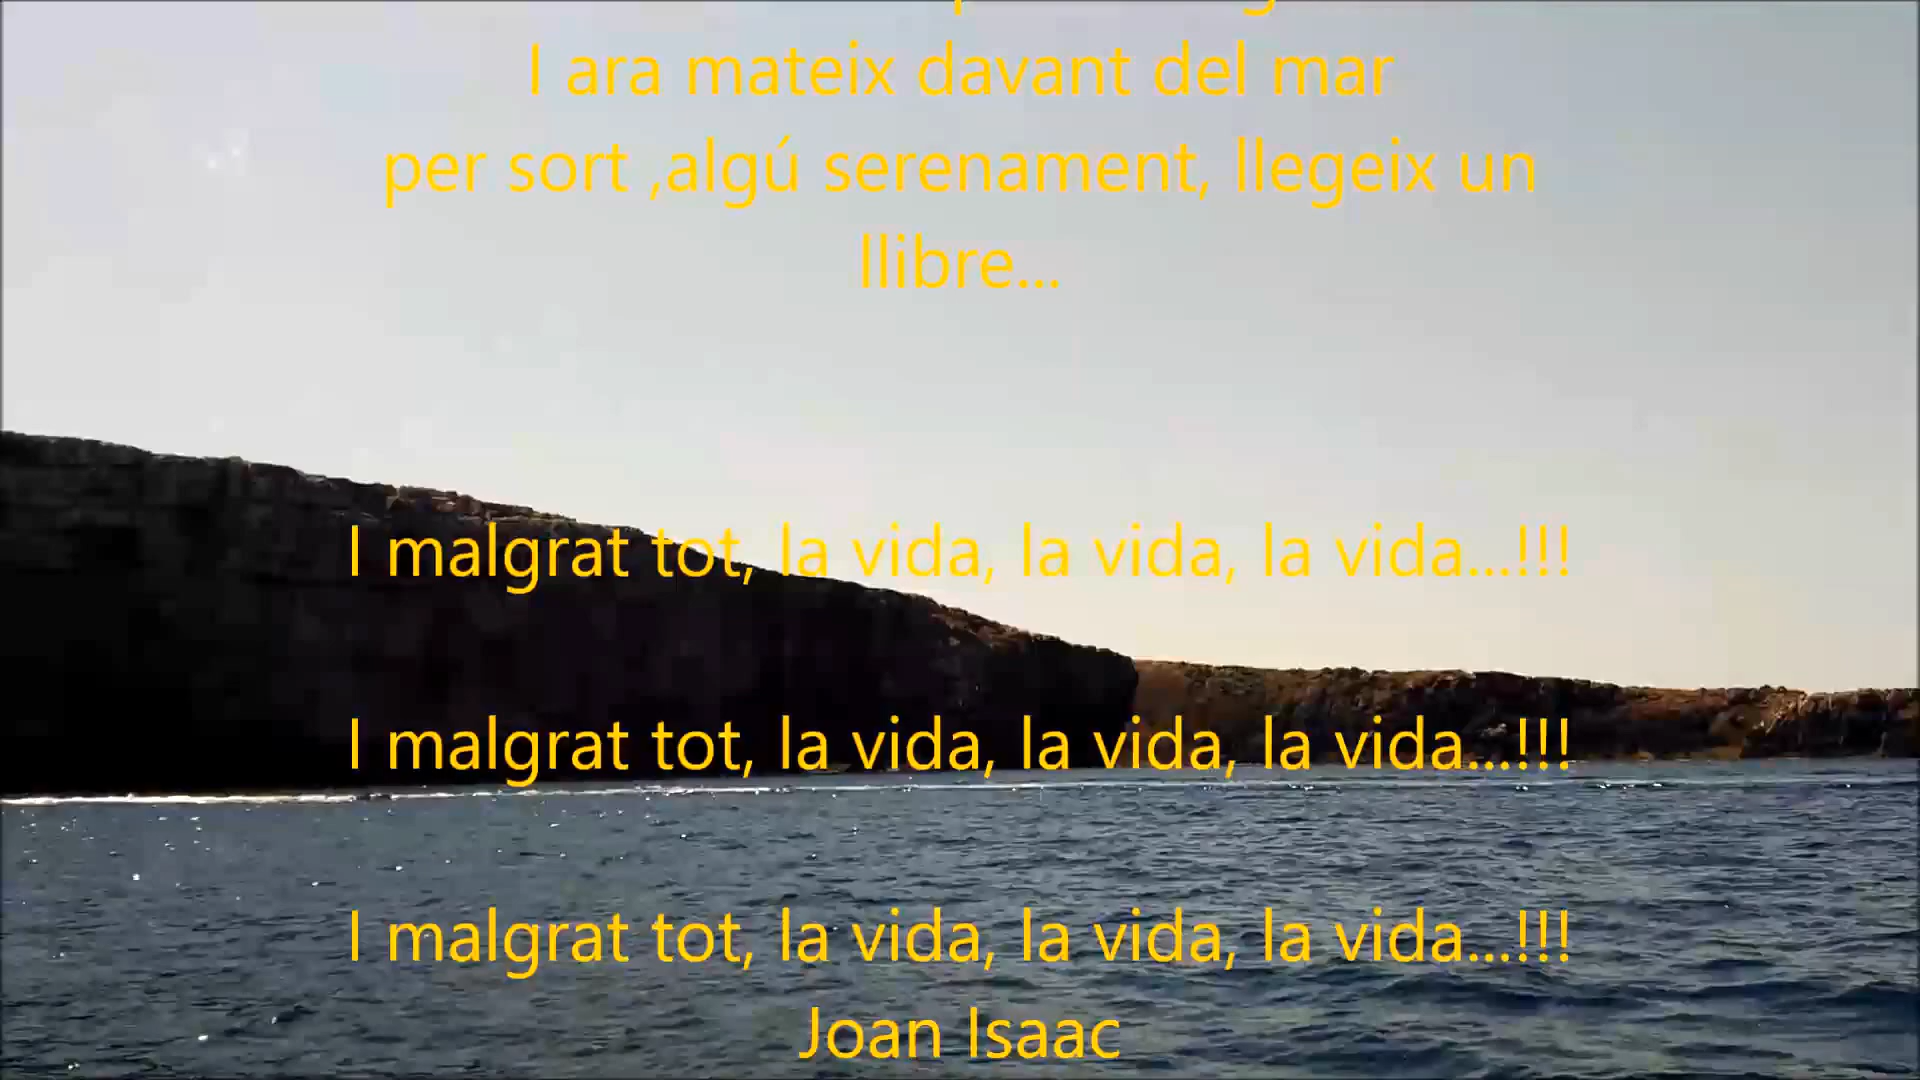 I ara mateix davant del mar
per sort ,algú serenament, llegeix un
llibre...
I malgrat tot, la vida, la vida, la vida...!!!
I malgrat tot, la vida, la vida, la vida...!!!
I malgrat tot, la vida, la vida, la vida...!!!
Joan Isaac